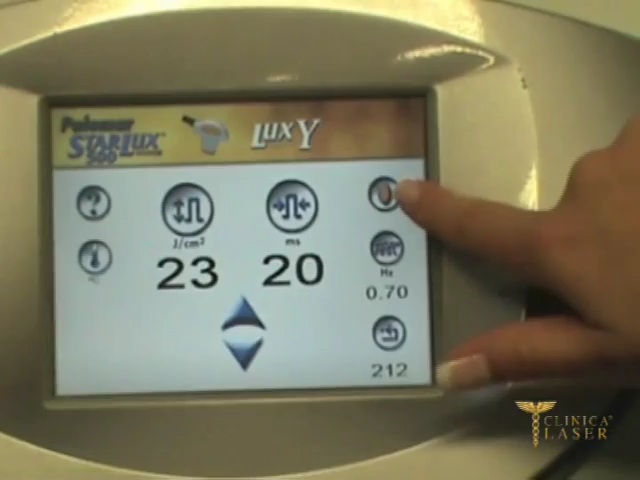 Palomar
STARLUX
500
LUX Y
?
J/cm²
ms
23
20
Hz
0.70
212
CLINICA
LASER